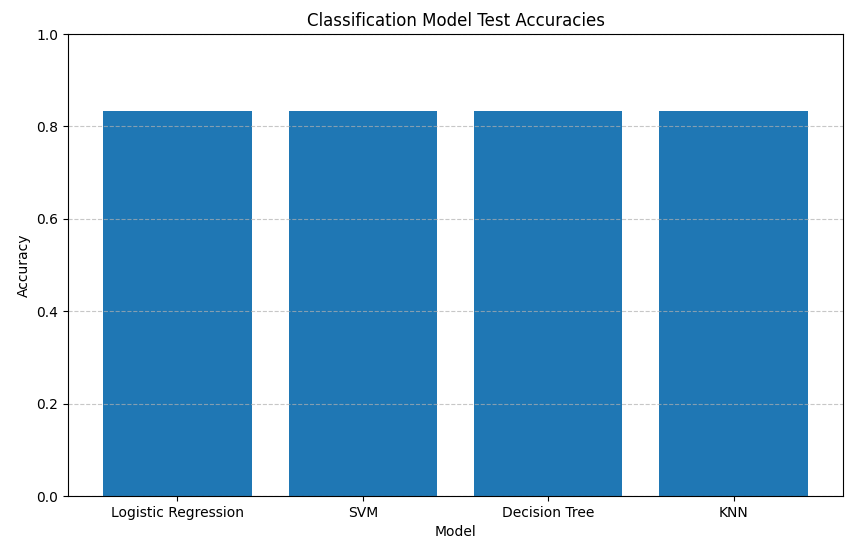 Classification Model Test Accuracies
1.0
0.8
0.6
0.4
0.2
0.0
Accuracy
Logistic Regression SVM Decision Tree KNN
Model